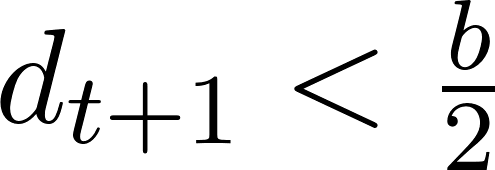 $d_{t+1} < \frac{b}{2}$